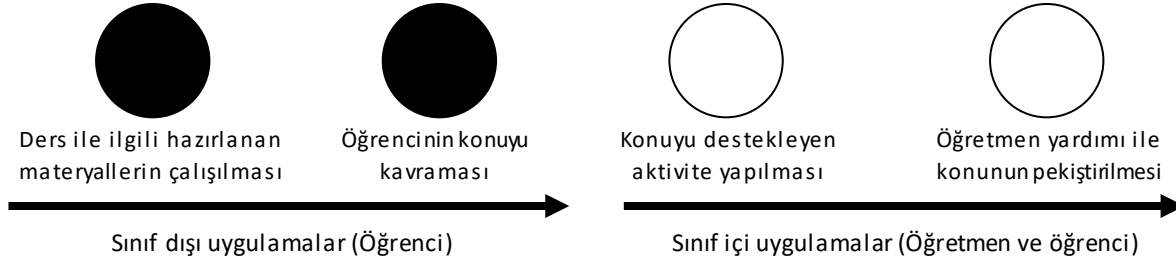 Ders ile ilgili hazırlanan
materyallerin çalışılması
Öğrencinin konuyu
kavraması
Konuyu destekleyen
aktivite yapılması
Öğretmen yardımı ile
konunun pekiştirilmesi
Sınıf dışı uygulamalar (Öğrenci)
Sınıf içi uygulamalar (Öğretmen ve öğrenci)